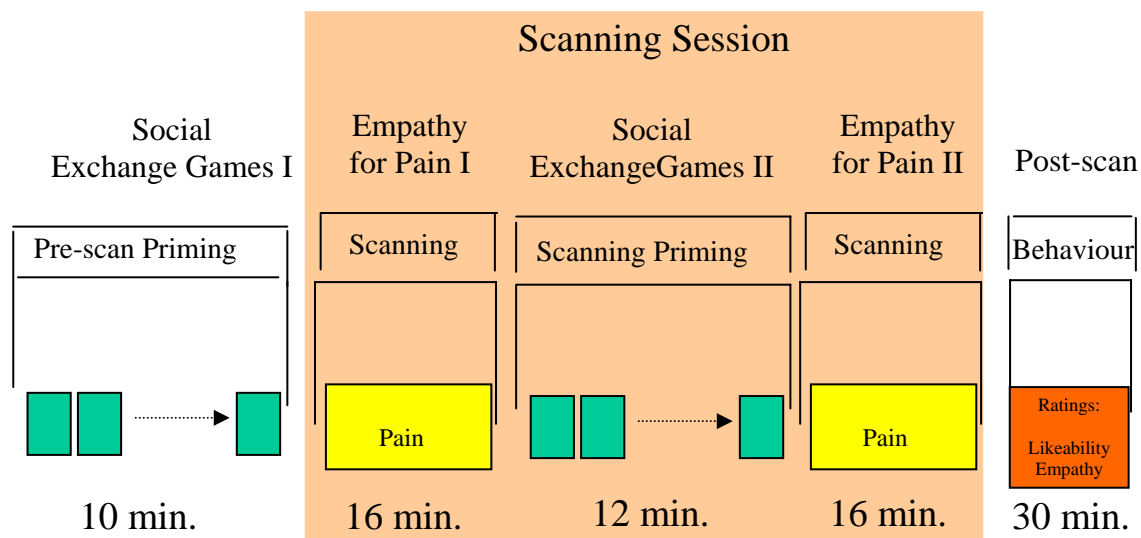 Scanning Session
Social
Exchange Games I
Empathy
for Pain I
Social
ExchangeGames II
Empathy
for Pain II
Post-scan
Pre-scan Priming
Scanning
Scanning Priming
Scanning
Behaviour
Pain
Pain
Ratings:
Likeability
Empathy
10 min.
16 min.
12 min.
16 min.
30 min.